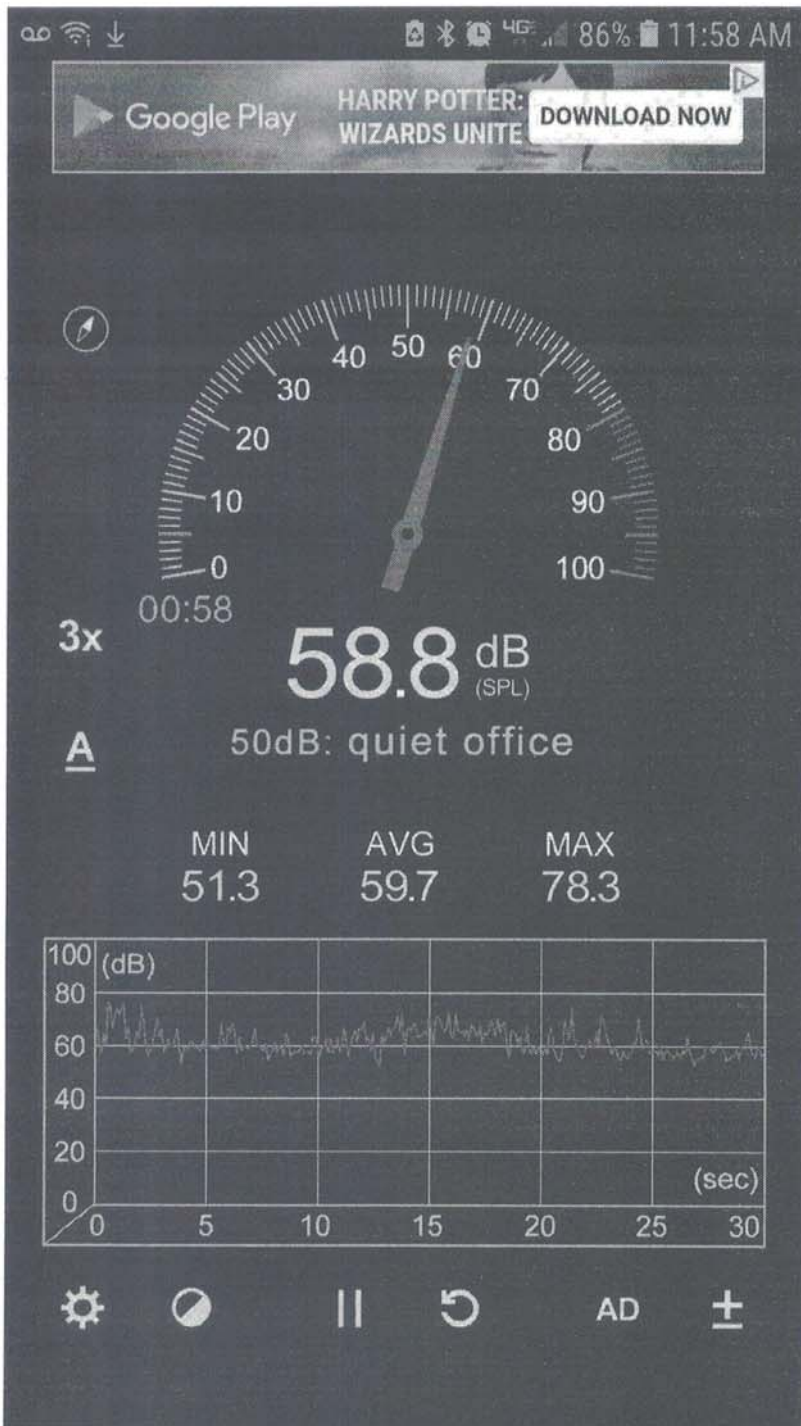 4G 86% 11:58 AM
Google Play
HARRY POTTER:
WIZARDS UNITE
DOWNLOAD NOW
0
10
20
30
40
50
60
70
80
90
100
00:58
3x
58.8 dB
(SPL)
A
50dB: quiet office
MIN AVG MAX
51.3 59.7 78.3
100 (dB)
80
60
40
20
0
(sec)
0 5 10 15 20 25 30
AD